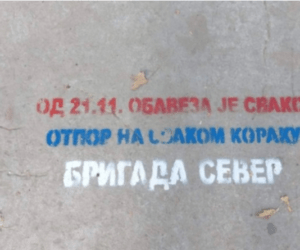 ОД 21.11. ОБАВЕЗА ЈЕ СВАКО
ОТПОР НА СВАКОМ КОРАКУ
БРИГАДА СЕВЕР